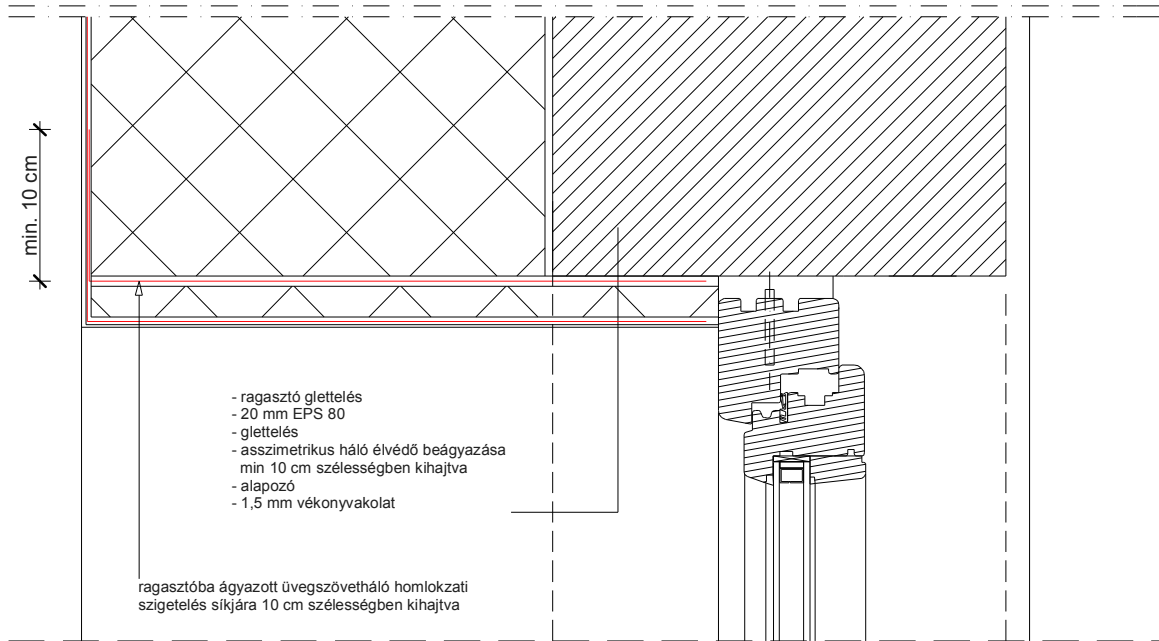 min. 10 cm
- ragasztó glettelés
- 20 mm EPS 80
- glettelés
- asszimetrikus háló élvédő beágyazása
min 10 cm szélességben kihajtva
- alapozó
- 1,5 mm vékonyvakolat
ragasztóba ágyazott üvegszövetháló homlokzati
szigetelés síkjára 10 cm szélességben kihajtva